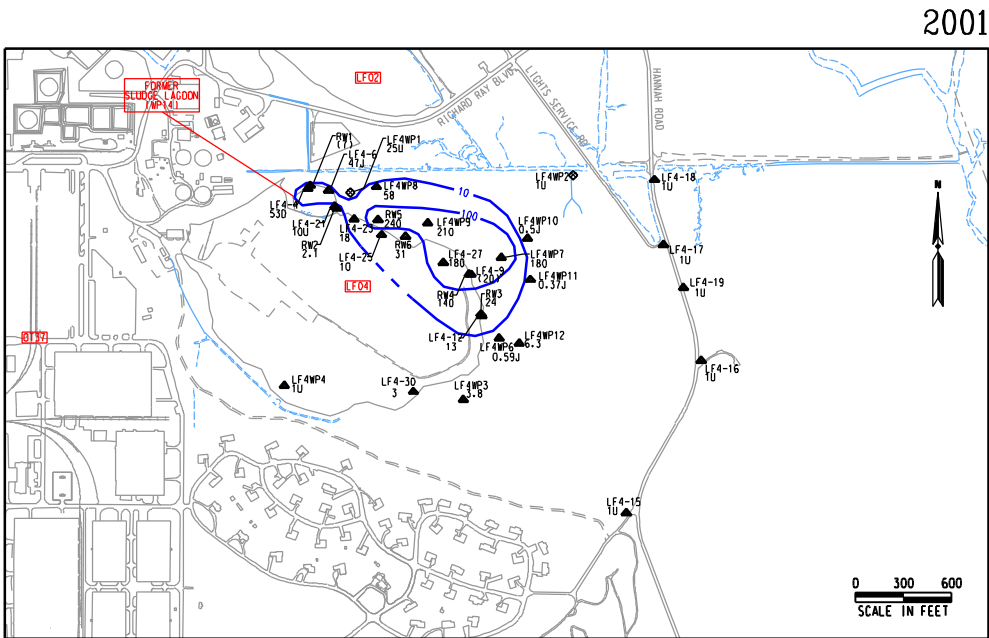 2001
FORMER
SLUDGE LAGOON
(WP14)
LF02
RICHARD RAY BLVD.
LIGHTS SERVICE RD
HANNAH ROAD
RW1
(7)
LF4-6
47J
LF4WP1
25U
LF4WP8
58
LF4WP2
1U
LF4-18
1U
10
100
LF4-4
53D
LF4-21
10U
RW2
2.1
LF4-23
18
LF4-25
10
RW5
240
RW6
31
LF4WP9
210
LF4WP10
0.5J
LF4-17
1U
LF4-27
180
LF4WP7
180
LF4-9
(20)
LF4WP11
0.37J
LF4-19
1U
N
LF04
RW4
140
RW3
24
OT37
LF4-12
13
LF4WP6
0.59J
LF4WP12
6.3
LF4-16
1U
LF4WP4
1U
LF4-30
3
LF4WP3
3.8
LF4-15
1U
0 300 600
SCALE IN FEET